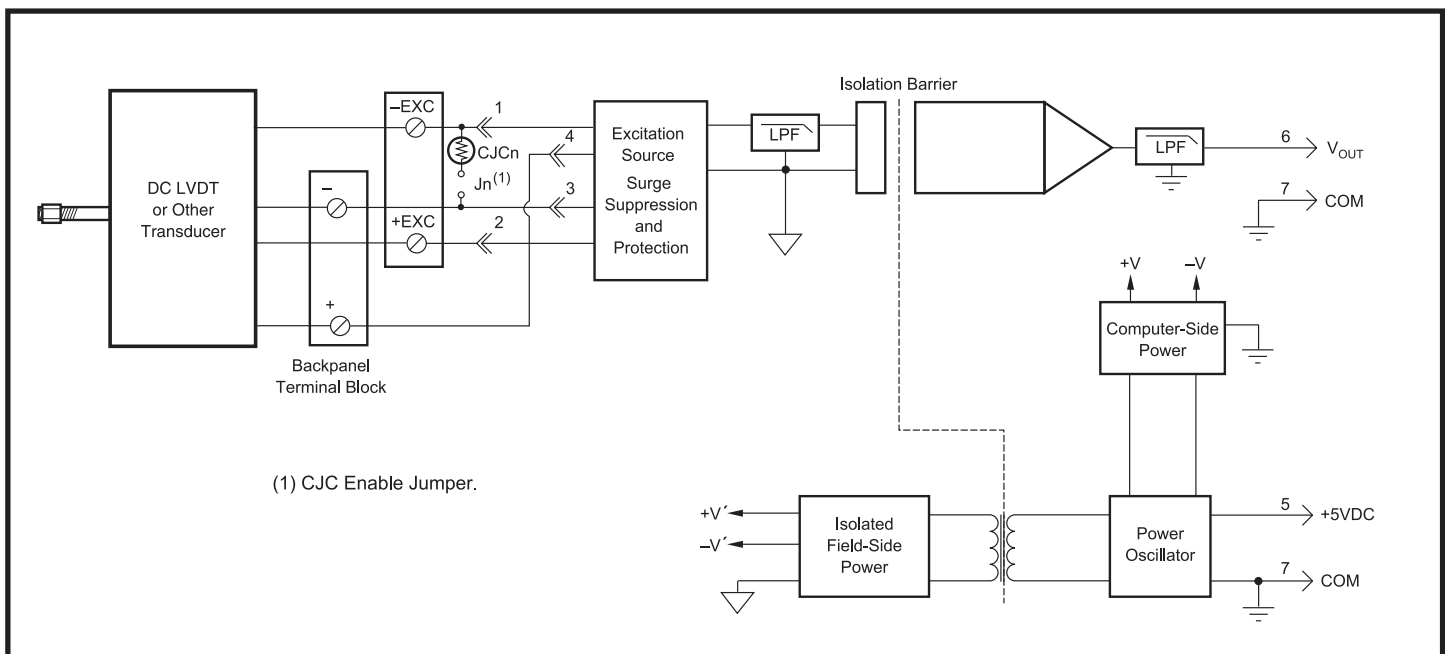 Isolation Barrier
–EXC
1
4
CJCn
Jn(1)
3
+EXC
2
–
+
DC LVDT
or Other
Transducer
Backpanel
Terminal Block
Excitation
Source
Surge
Suppression
and
Protection
LPF
LPF
6
VOUT
7
COM
+V
–V
Computer-Side
Power
(1) CJC Enable Jumper.
+V´
–V´
Isolated
Field-Side
Power
Power
Oscillator
5
+5VDC
7
COM